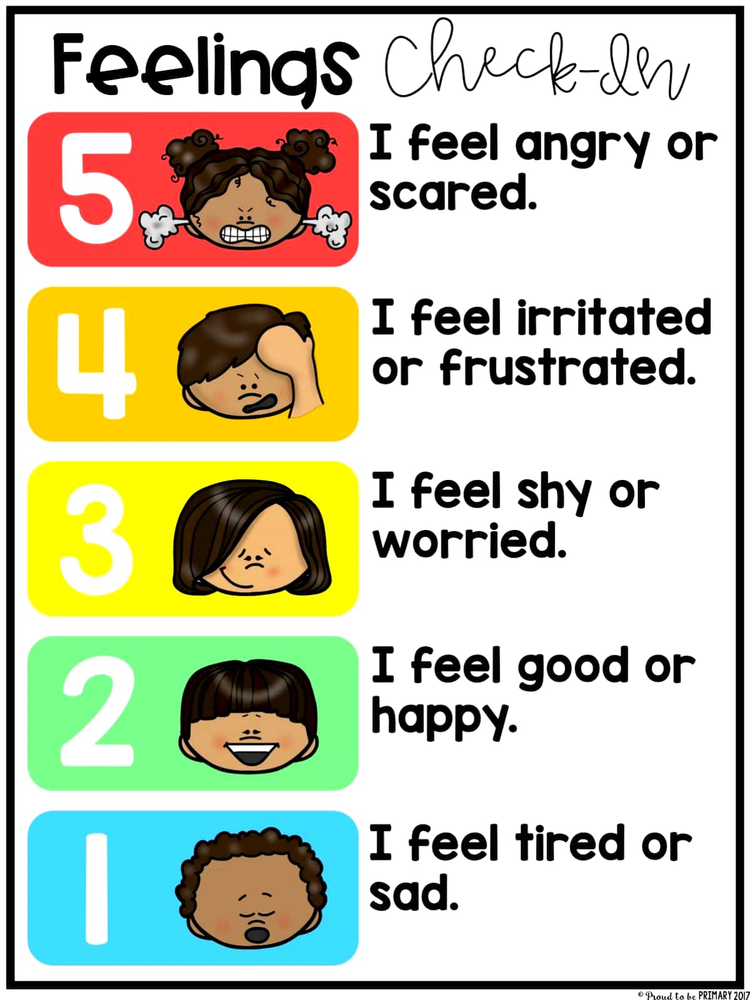 Feelings Check-In
5
I feel angry or
scared.
4
I feel irritated
or frustrated.
3
I feel shy or
worried.
2
I feel good or
happy.
1
I feel tired or
sad.
© Proud to be PRIMARY 2017